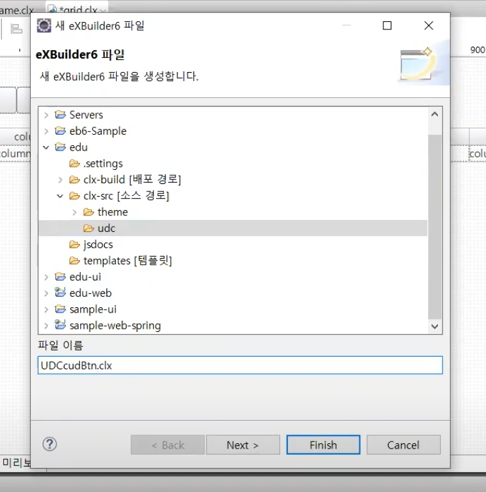 ame.clx *grid.clx
새 eXBuilder6 파일
eXBuilder6 파일
새 eXBuilder6 파일을 생성합니다.
900
Servers
eb6-Sample
edu
.settings
clx-build [배포 경로]
clx-src [소스 경로]
theme
udc
jsdocs
templates [템플릿]
edu-ui
edu-web
sample-ui
sample-web-spring
파일 이름
UDCcudBtn.clx
? < Back Next > Finish Cancel
미리보
colu
column
colu